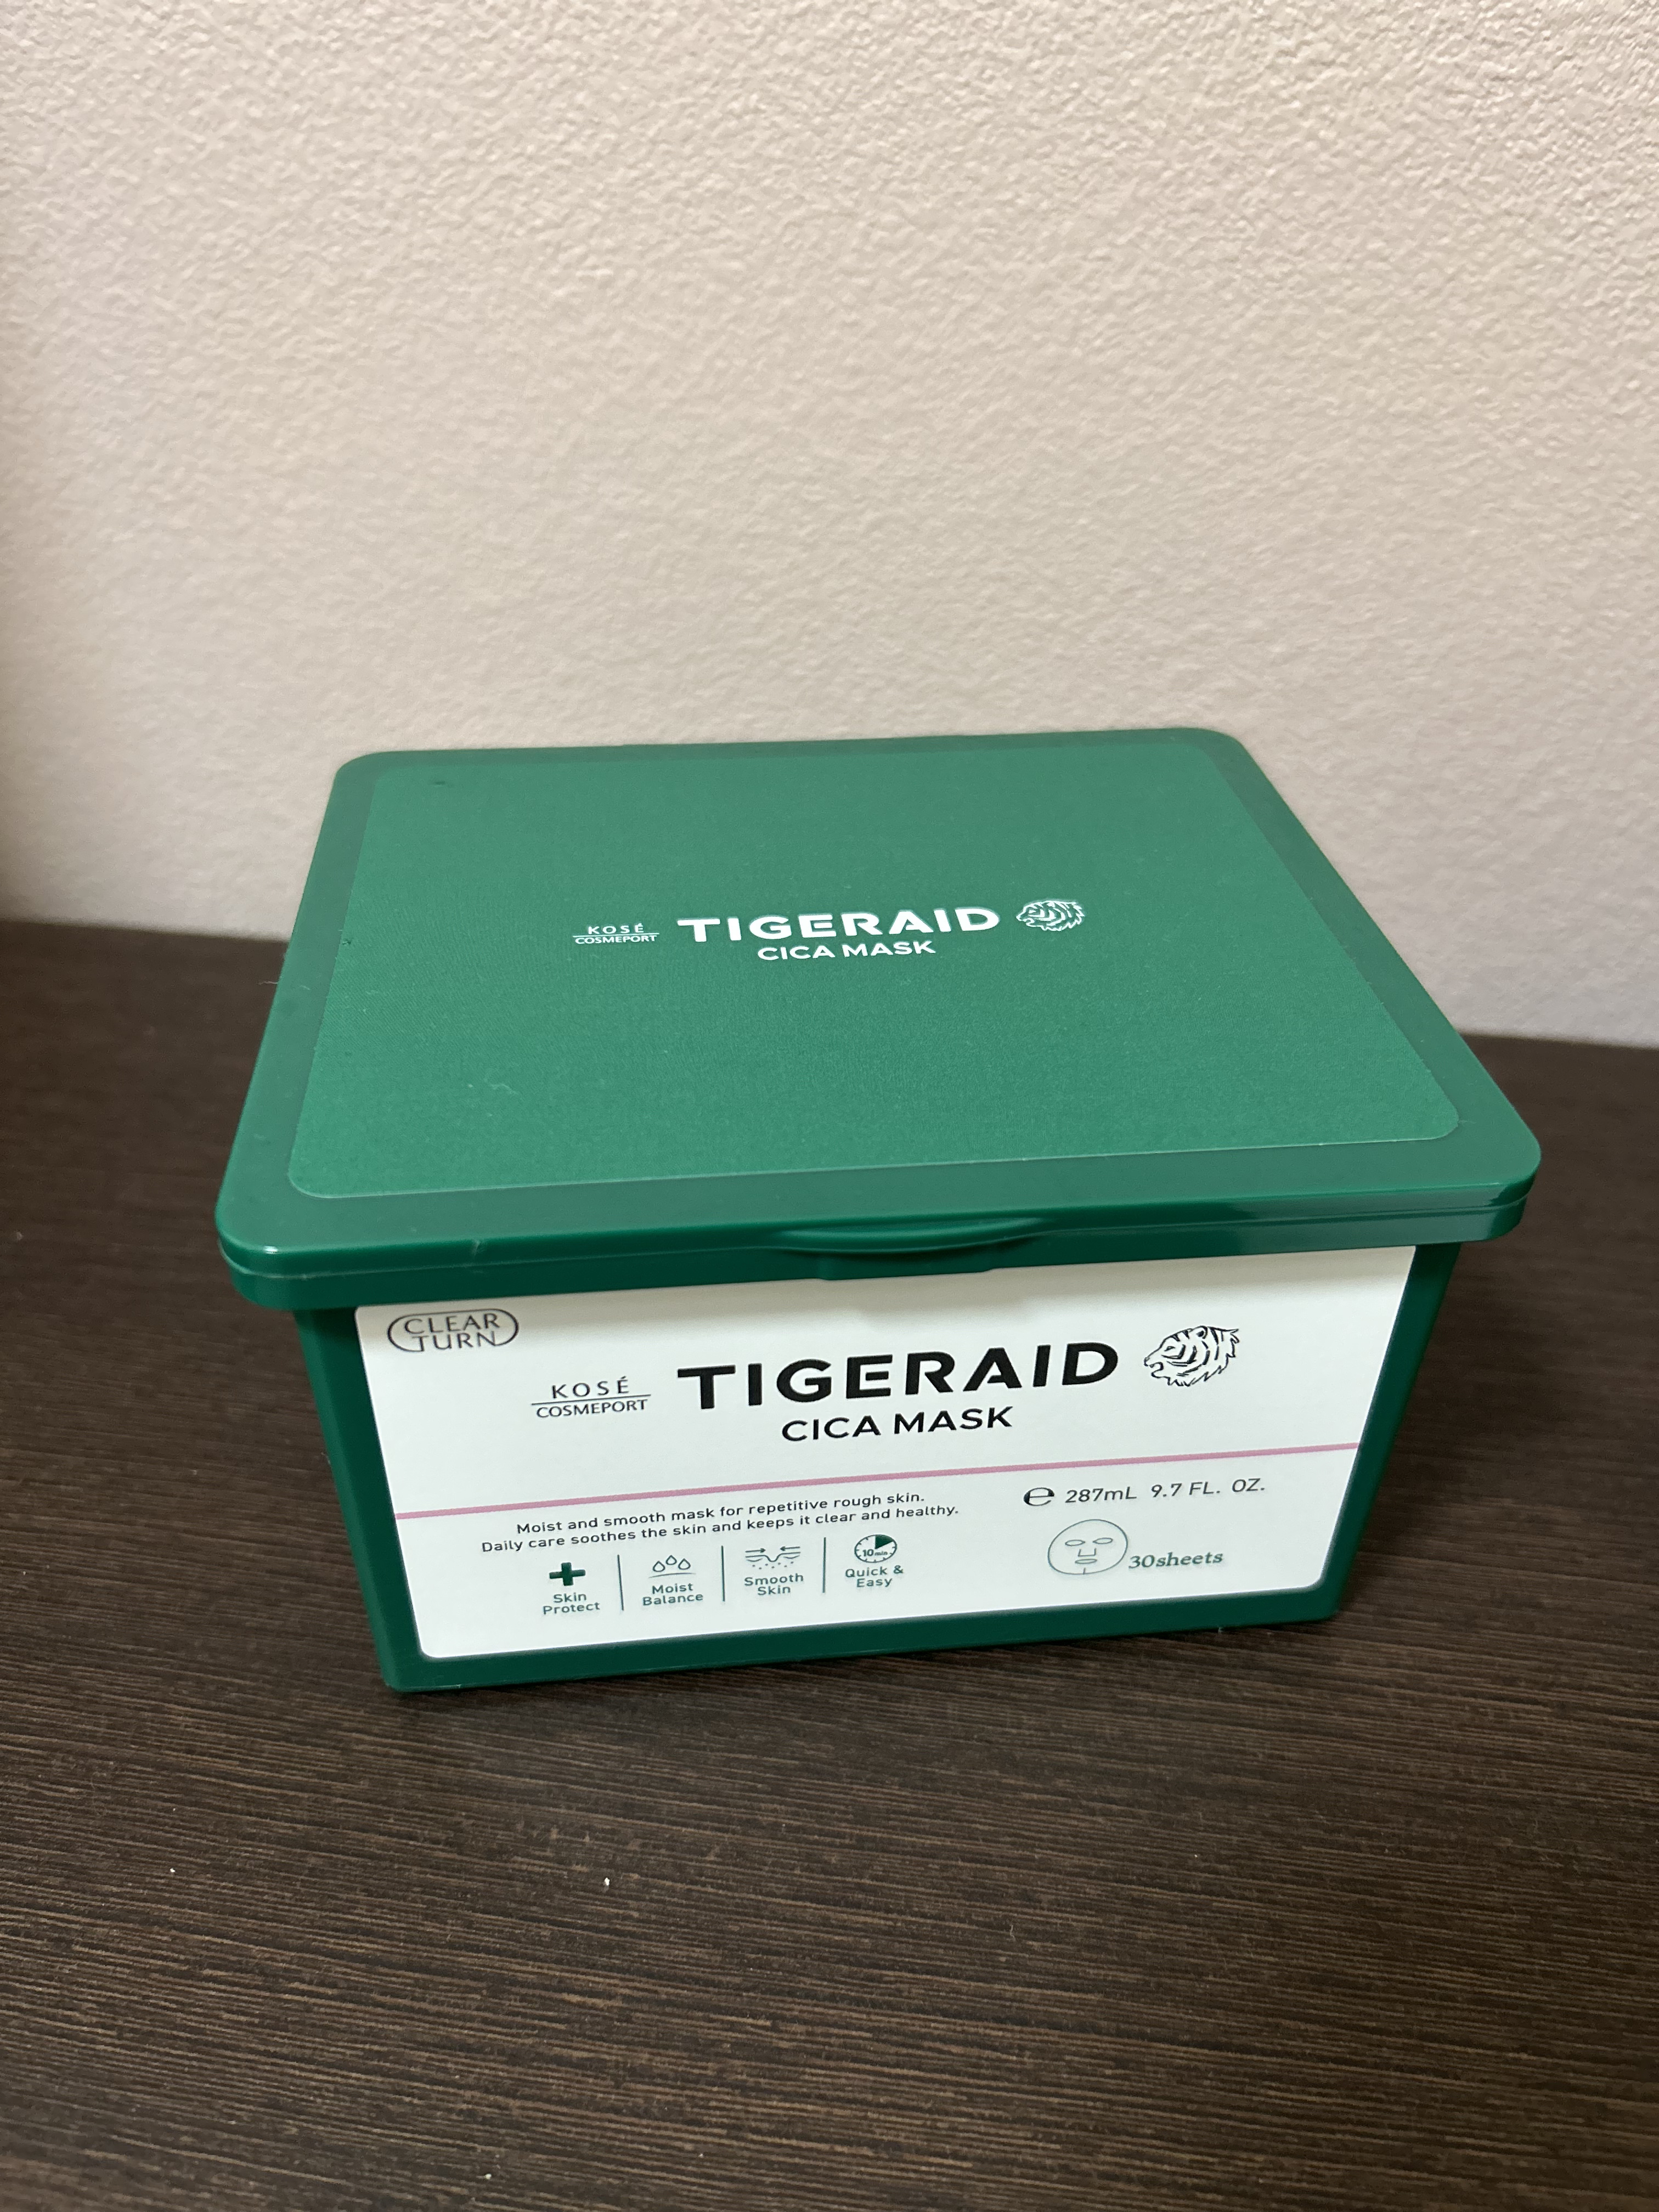 KOSÉ
COSMEPORT
TIGERAID
CICA MASK
CLEAR
TURN
KOSÉ
COSMEPORT
TIGERAID
CICA MASK
Moist and smooth mask for repetitive rough skin.
Daily care soothes the skin and keeps it clear and healthy.
℮ 287mL 9.7 FL. OZ.
Skin
Protect
Moist
Balance
Smooth
Skin
10min
Quick &
Easy
30sheets